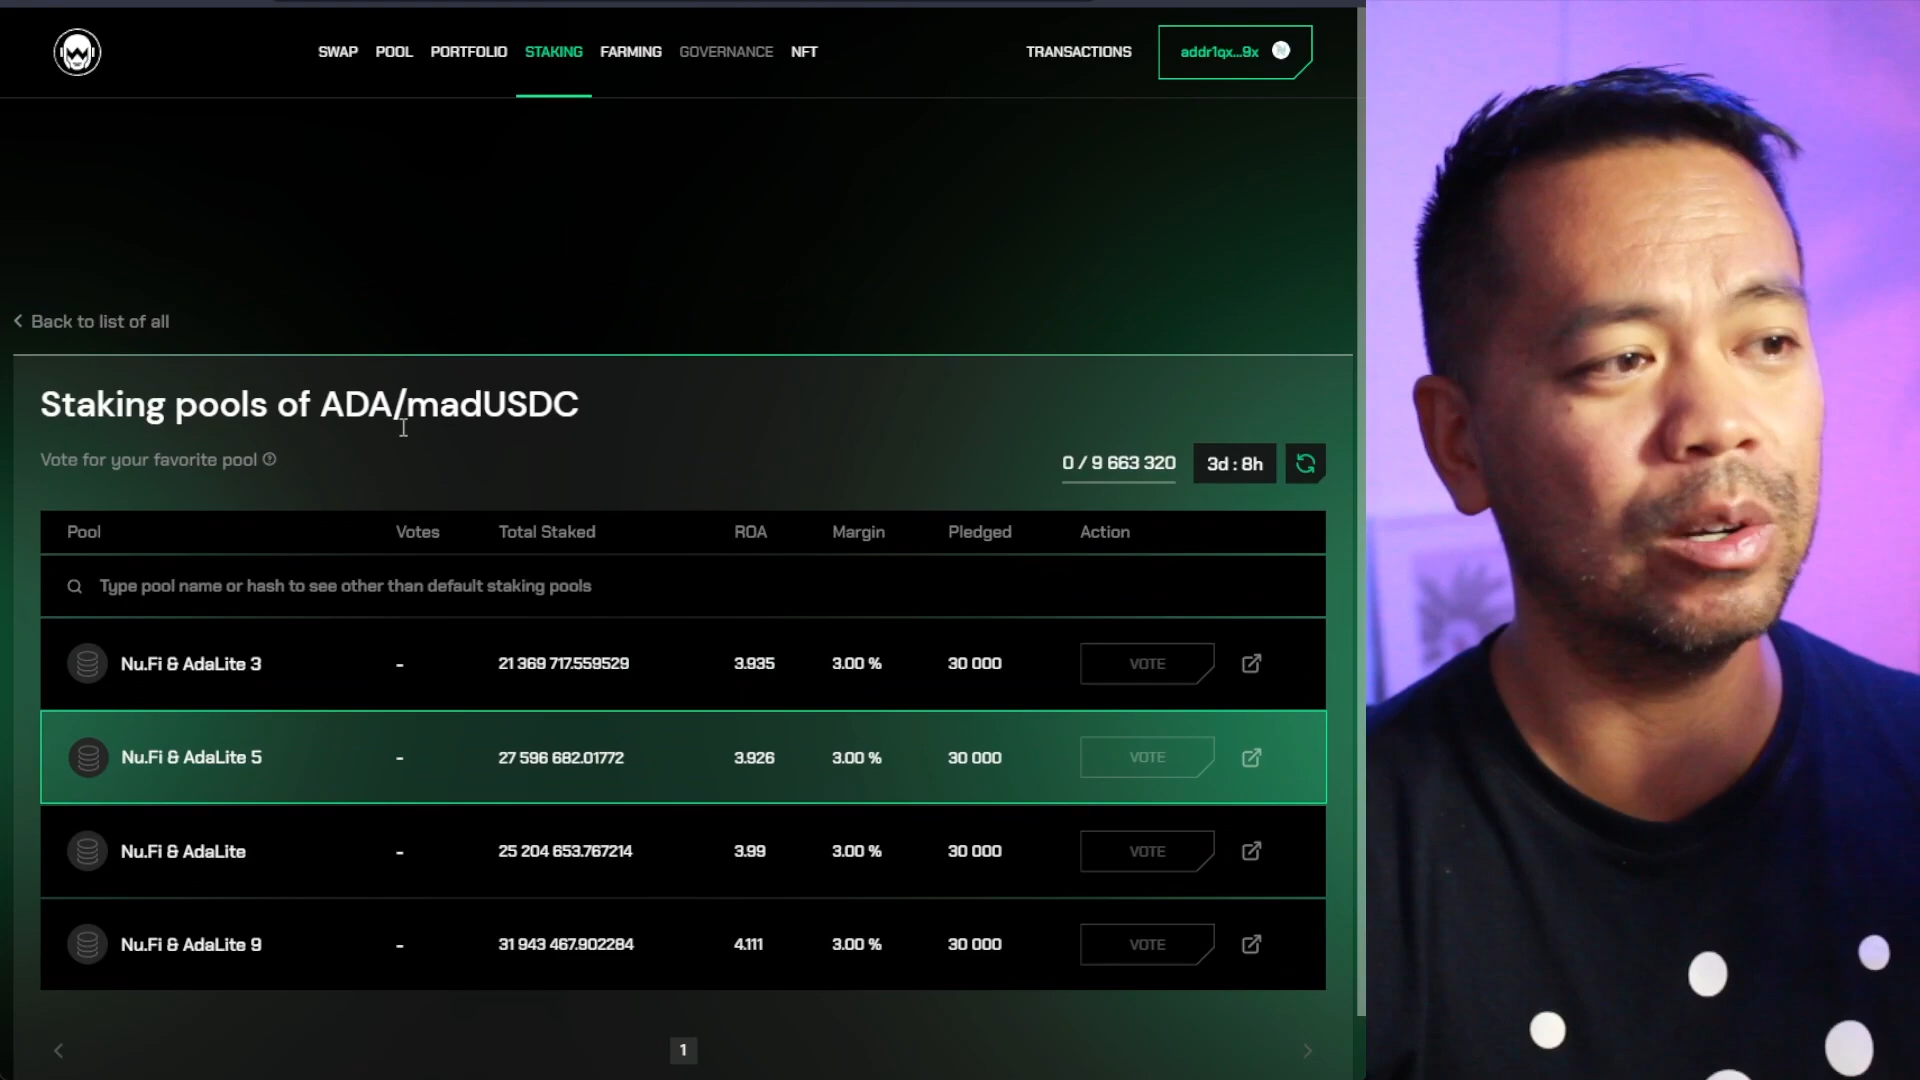 SWAP POOL PORTFOLIO STAKING FARMING GOVERNANCE NFT TRANSACTIONS addr1qx...9x
Back to list of all
Staking pools of ADA/madUSDC
Vote for your favorite pool
0 / 9 663 320 3d : 8h
Pool Votes Total Staked ROA Margin Pledged Action
Type pool name or hash to see other than default staking pools
Nu.Fi & AdaLite 3 - 21 369 717.559529 3.935 3.00 % 30 000 VOTE
Nu.Fi & AdaLite 5 - 27 596 682.01772 3.926 3.00 % 30 000 VOTE
Nu.Fi & AdaLite - 25 204 653.767214 3.99 3.00 % 30 000 VOTE
Nu.Fi & AdaLite 9 - 31 943 467.902284 4.111 3.00 % 30 000 VOTE
1